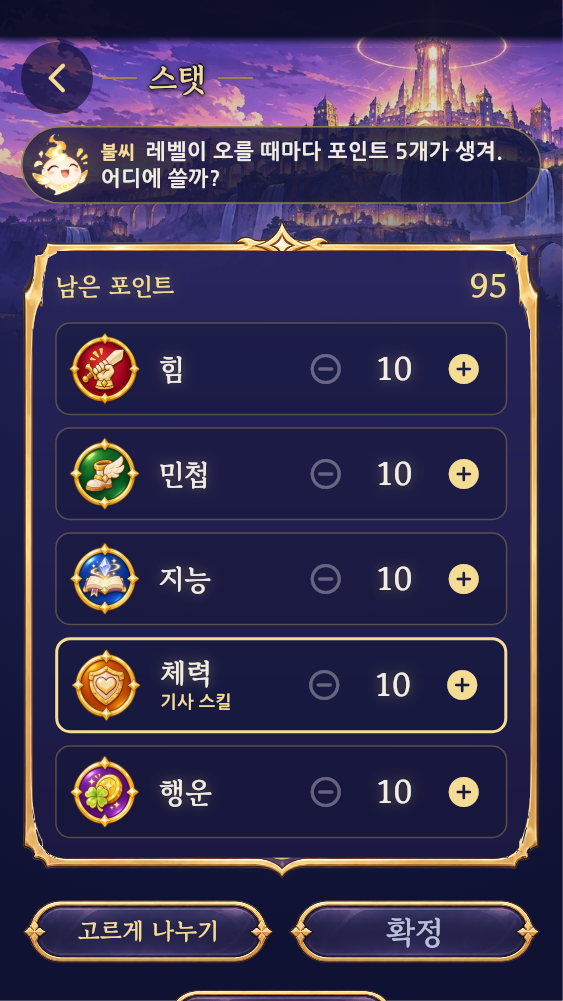 스탯
불씨 레벨이 오를 때마다 포인트 5개가 생겨.
어디에 쓸까?
남은 포인트 95
힘 10
민첩 10
지능 10
체력 10
기사 스킬
행운 10
고르게 나누기 확정